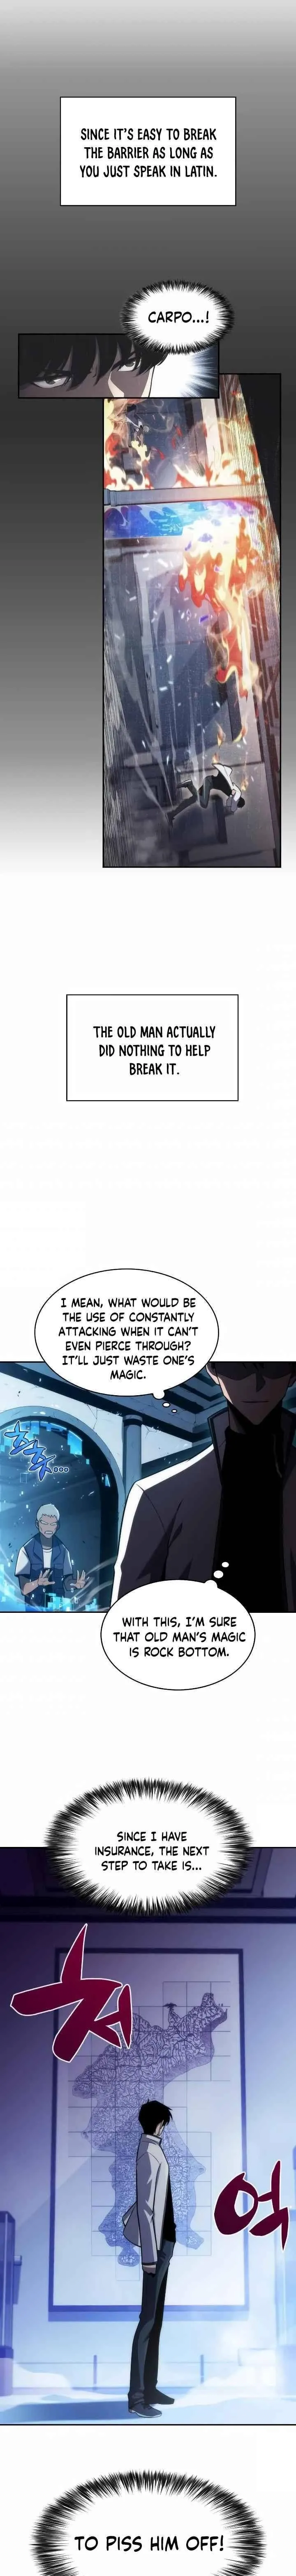 SINCE IT'S EASY TO BREAK
THE BARRIER AS LONG AS
YOU JUST SPEAK IN LATIN.
CARPO...!
THE OLD MAN ACTUALLY
DID NOTHING TO HELP
BREAK IT.
I MEAN, WHAT WOULD BE
THE USE OF CONSTANTLY
ATTACKING WHEN IT CAN'T
EVEN PIERCE THROUGH?
IT'LL JUST WASTE ONE'S
MAGIC.
WITH THIS, I'M SURE
THAT OLD MAN'S MAGIC
IS ROCK BOTTOM.
SINCE I HAVE
INSURANCE, THE NEXT
STEP TO TAKE IS...
저
억
TO PISS HIM OFF!